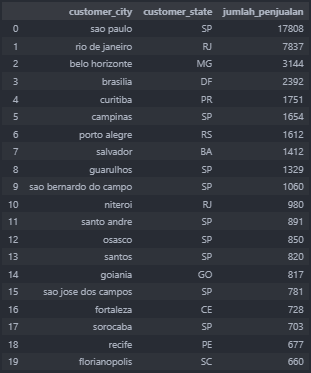 customer_city customer_state jumlah_penjualan
0 sao paulo SP 17808
1 rio de janeiro RJ 7837
2 belo horizonte MG 3144
3 brasilia DF 2392
4 curitiba PR 1751
5 campinas SP 1654
6 porto alegre RS 1612
7 salvador BA 1412
8 guarulhos SP 1329
9 sao bernardo do campo SP 1060
10 niteroi RJ 980
11 santo andre SP 891
12 osasco SP 850
13 santos SP 820
14 goiania GO 817
15 sao jose dos campos SP 781
16 fortaleza CE 728
17 sorocaba SP 703
18 recife PE 677
19 florianopolis SC 660